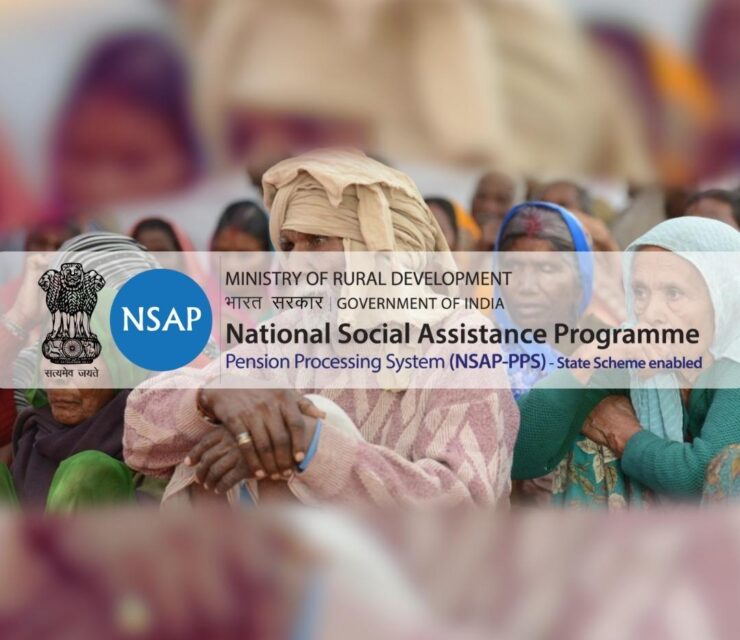 MINISTRY OF RURAL DEVELOPMENT
भारत सरकार | GOVERNMENT OF INDIA
NSAP
National Social Assistance Programme
Pension Processing System (NSAP-PPS) - State Scheme enabled
सत्यमेव जयते